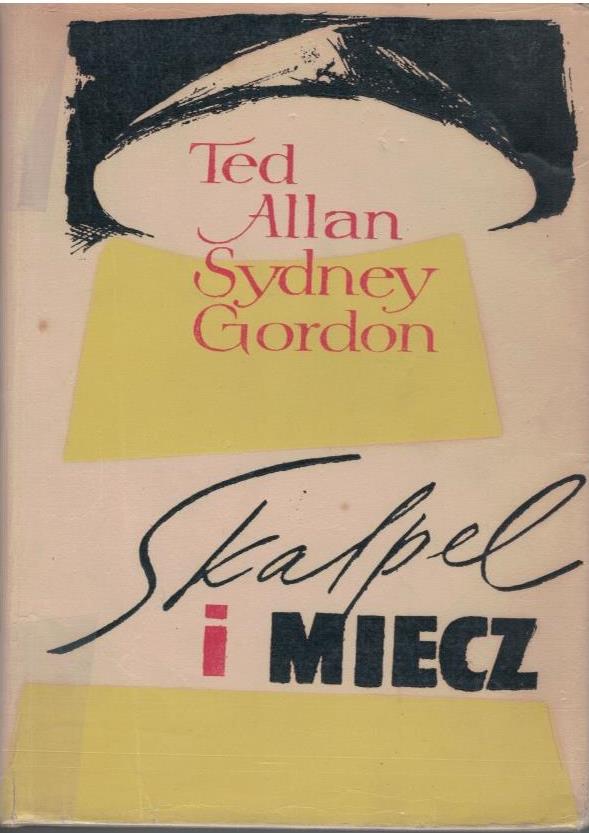 Ted
Allan
Sydney
Gordon
Skalpel
i MIECZ